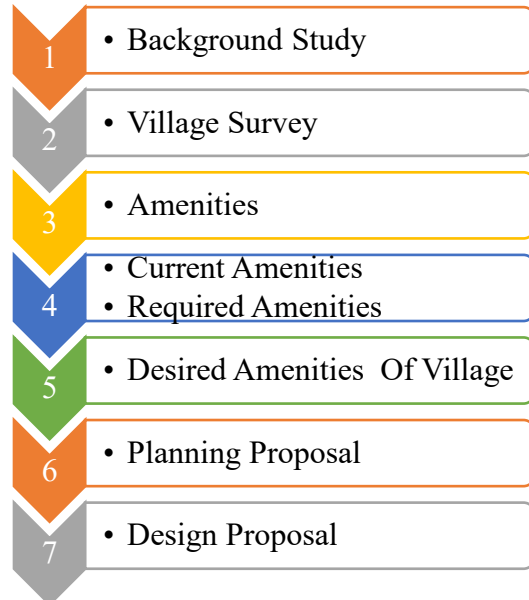 1
• Background Study
2
• Village Survey
3
• Amenities
4
• Current Amenities
• Required Amenities
5
• Desired Amenities  Of Village
6
• Planning Proposal
7
• Design Proposal